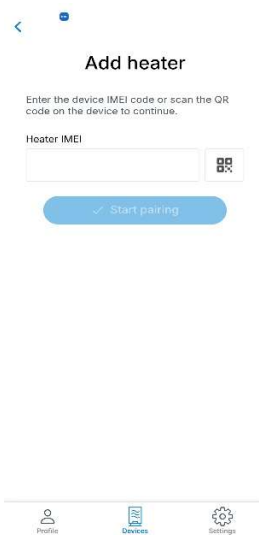 Add heater
Enter the device IMEI code or scan the QR
code on the device to continue.
Heater IMEI
Start pairing
Profile
Devices
Settings